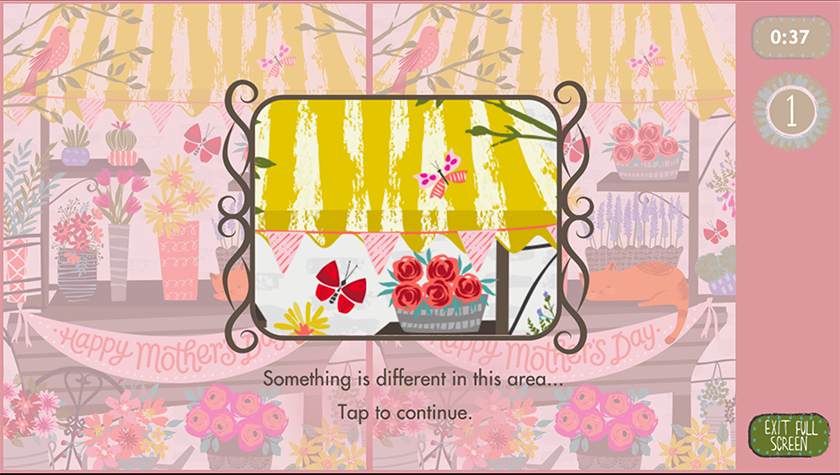 0:37
1
Happy Mother's Day
Happy Mother's Day
Something is different in this area...
Tap to continue.
EXIT FULL
SCREEN